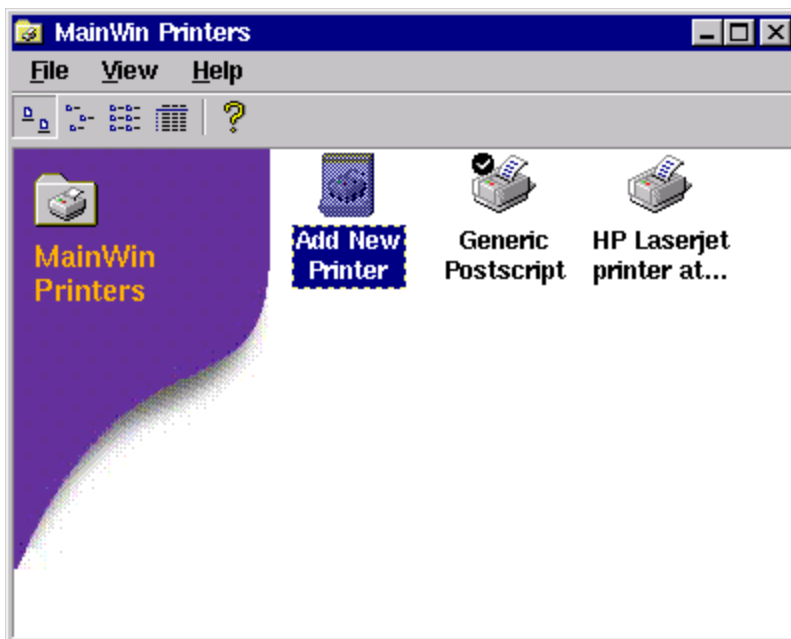 MainWin Printers
File View Help
?
MainWin
Printers
Add New
Printer
Generic
Postscript
HP Laserjet
printer at...